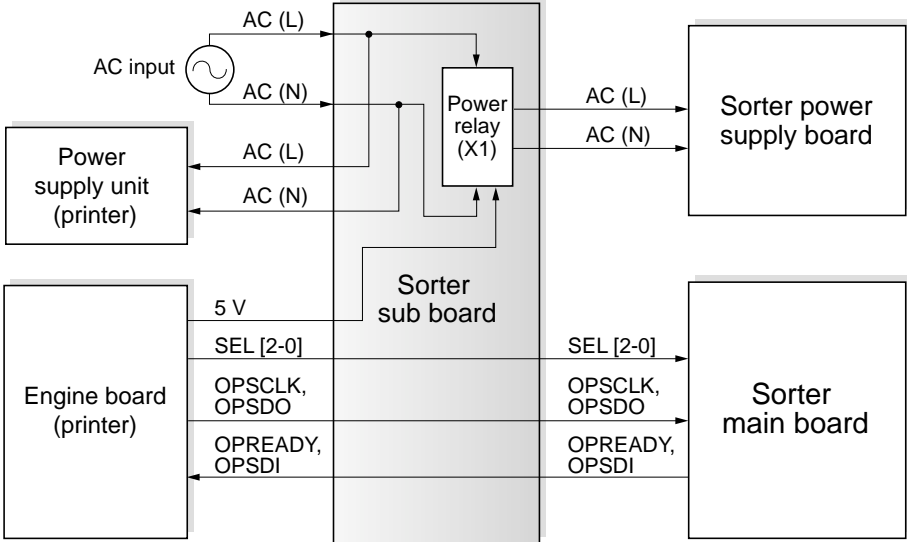 AC (L)
AC input
AC (N)
Power
relay
(X1)
AC (L)
AC (N)
Sorter power
supply board
Power
supply unit
(printer)
AC (L)
AC (N)
Sorter
sub board
5 V
SEL [2-0]
SEL [2-0]
Engine board
(printer)
OPSCLK,
OPSDO
OPSCLK,
OPSDO
Sorter
main board
OPREADY,
OPSDI
OPREADY,
OPSDI